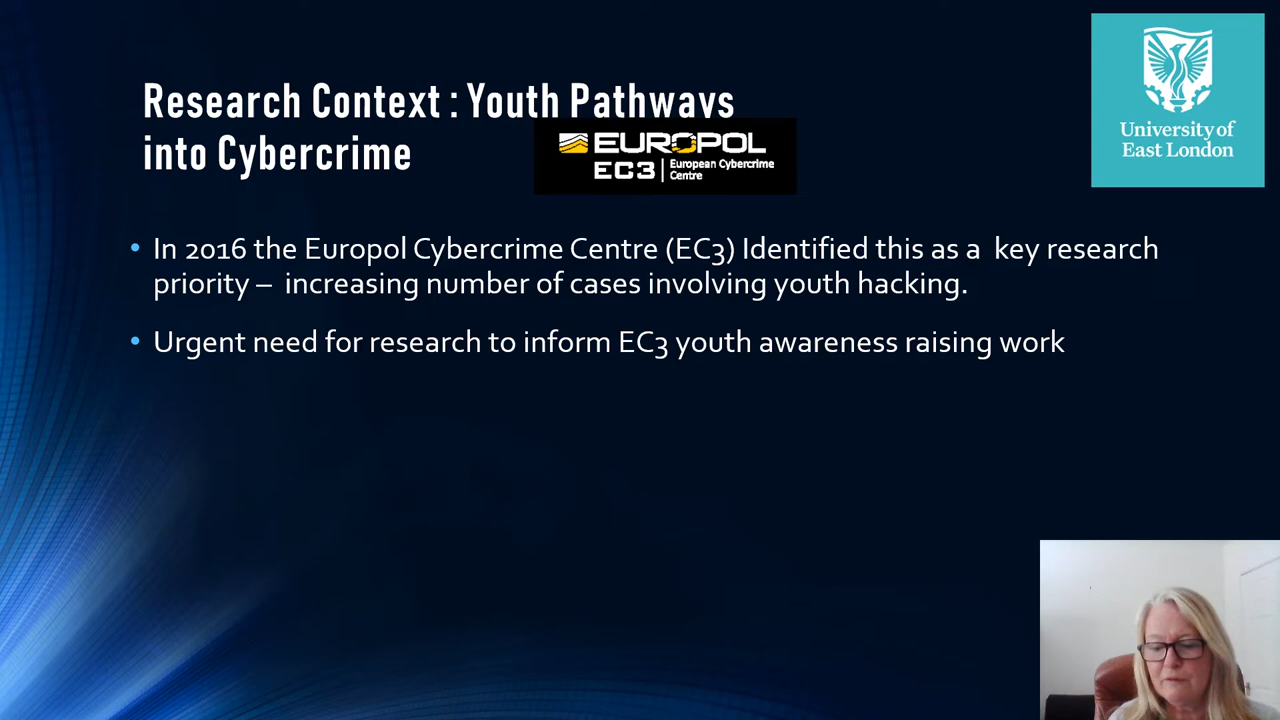 Research Context : Youth Pathways
into Cybercrime
EUROPOL
EC3 | European Cybercrime
Centre
University of
East London
• In 2016 the Europol Cybercrime Centre (EC3) Identified this as a  key research
priority –  increasing number of cases involving youth hacking.
• Urgent need for research to inform EC3 youth awareness raising work